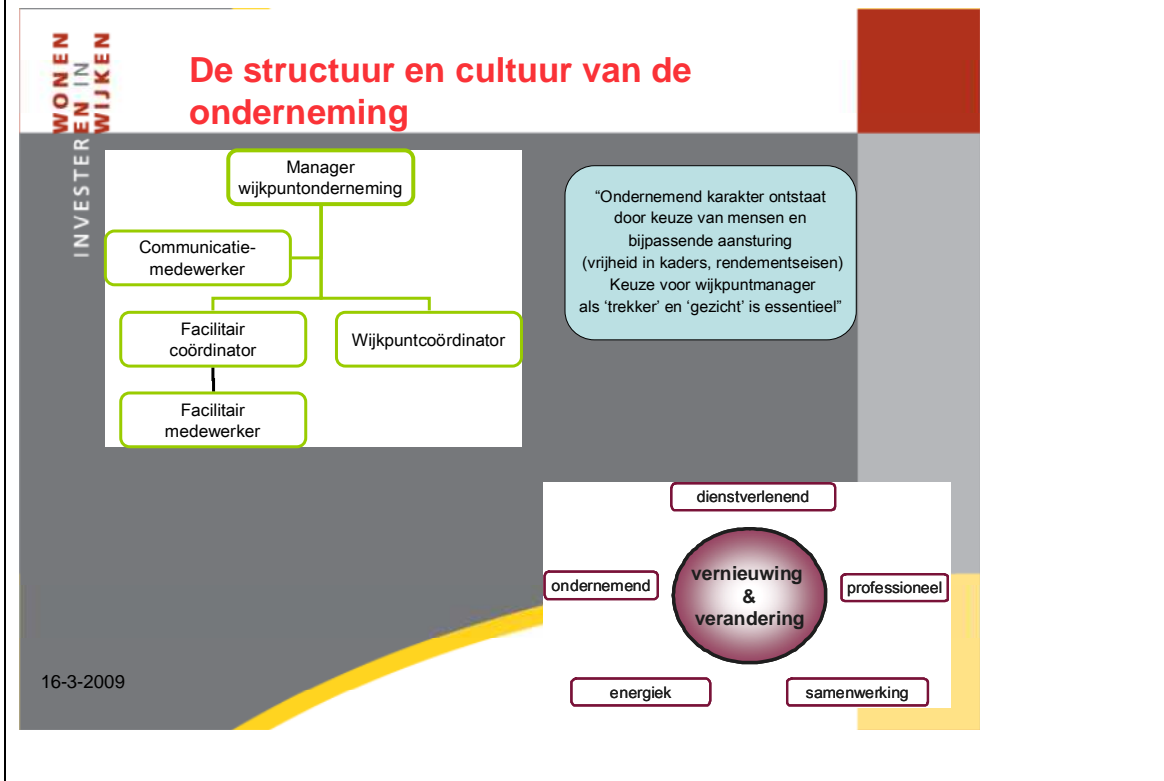 WONEN
INVESTEREN IN
WIJKEN
De structuur en cultuur van de
onderneming
Manager
wijkpuntonderneming
Communicatie-
medewerker
Facilitair
coördinator
Wijkpuntcoördinator
Facilitair
medewerker
“Ondernemend karakter ontstaat
door keuze van mensen en
bijpassende aansturing
(vrijheid in kaders, rendementseisen)
Keuze voor wijkpuntmanager
als ‘trekker’ en ‘gezicht’ is essentieel”
dienstverlenend
ondernemend
vernieuwing
&
verandering
professioneel
energiek
samenwerking
16-3-2009